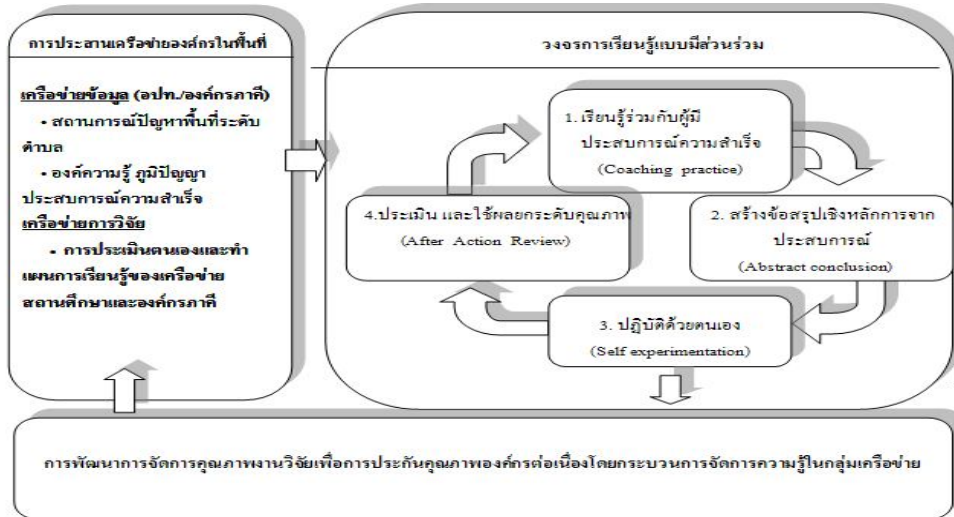 การประสานเครือข่ายองค์กรในพื้นที่
เครือข่ายข้อมูล (อปท./องค์กรภาคี)
• สถานการณ์ปัญหาพื้นที่ระดับ
ตำบล
• องค์ความรู้ ภูมิปัญญา
ประสบการณ์ความสำเร็จ
เครือข่ายการวิจัย
• การประเมินตนเองและทำ
แผนการเรียนรู้ของเครือข่าย
สถานศึกษาและองค์กรภาคี
วงจรการเรียนรู้แบบมีส่วนร่วม
1. เรียนรู้ร่วมกับผู้มี
ประสบการณ์ความสำเร็จ
(Coaching practice)
2. สร้างข้อสรุปเชิงหลักการจาก
ประสบการณ์
(Abstract conclusion)
3. ปฏิบัติด้วยตนเอง
(Self experimentation)
4.ประเมิน และใช้ผลยกระดับคุณภาพ
(After Action Review)
การพัฒนาการจัดการคุณภาพงานวิจัยเพื่อการประกันคุณภาพองค์กรต่อเนื่องโดยกระบวนการจัดการความรู้ในกลุ่มเครือข่าย